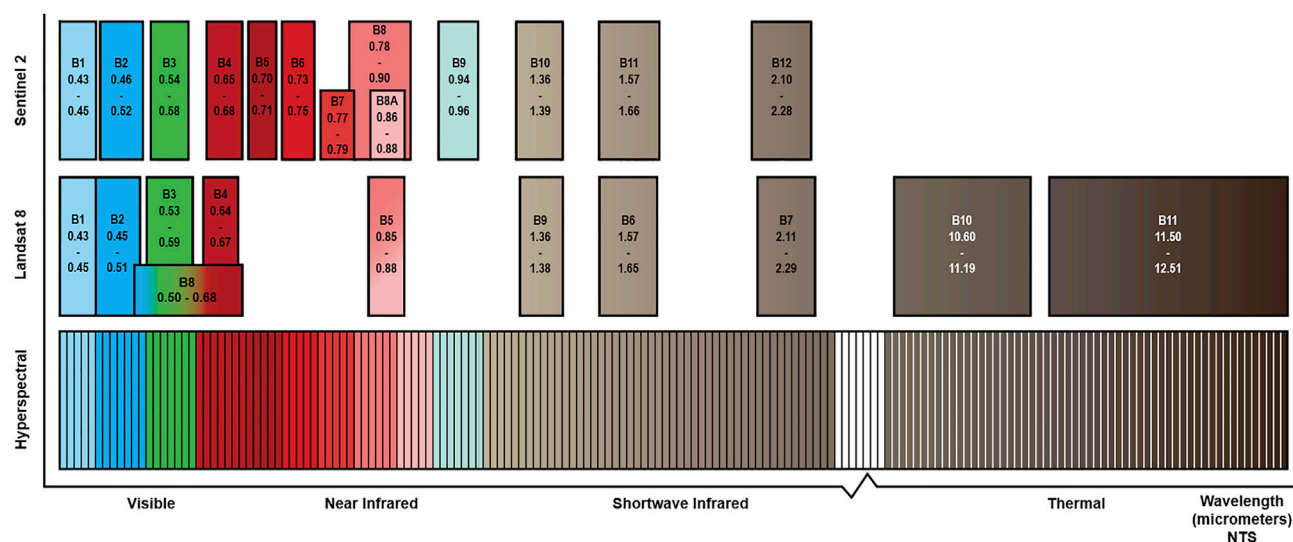 Sentinel 2
B1
0.43
-
0.45
B2
0.46
-
0.52
B3
0.54
-
0.58
B4
0.65
-
0.68
B5
0.70
-
0.71
B6
0.73
-
0.75
B7
0.77
-
0.79
B8
0.78
-
0.90
B8A
0.86
-
0.88
B9
0.94
-
0.96
B10
1.36
-
1.39
B11
1.57
-
1.66
B12
2.10
-
2.28
Landsat 8
B1
0.43
-
0.45
B2
0.45
-
0.51
B3
0.53
-
0.59
B4
0.64
-
0.67
B8
0.50 - 0.68
B5
0.85
-
0.88
B9
1.36
-
1.38
B6
1.57
-
1.65
B7
2.11
-
2.29
B10
10.60
-
11.19
B11
11.50
-
12.51
Hyperspectral
Visible
Near Infrared
Shortwave Infrared
Thermal
Wavelength
(micrometers)
NTS